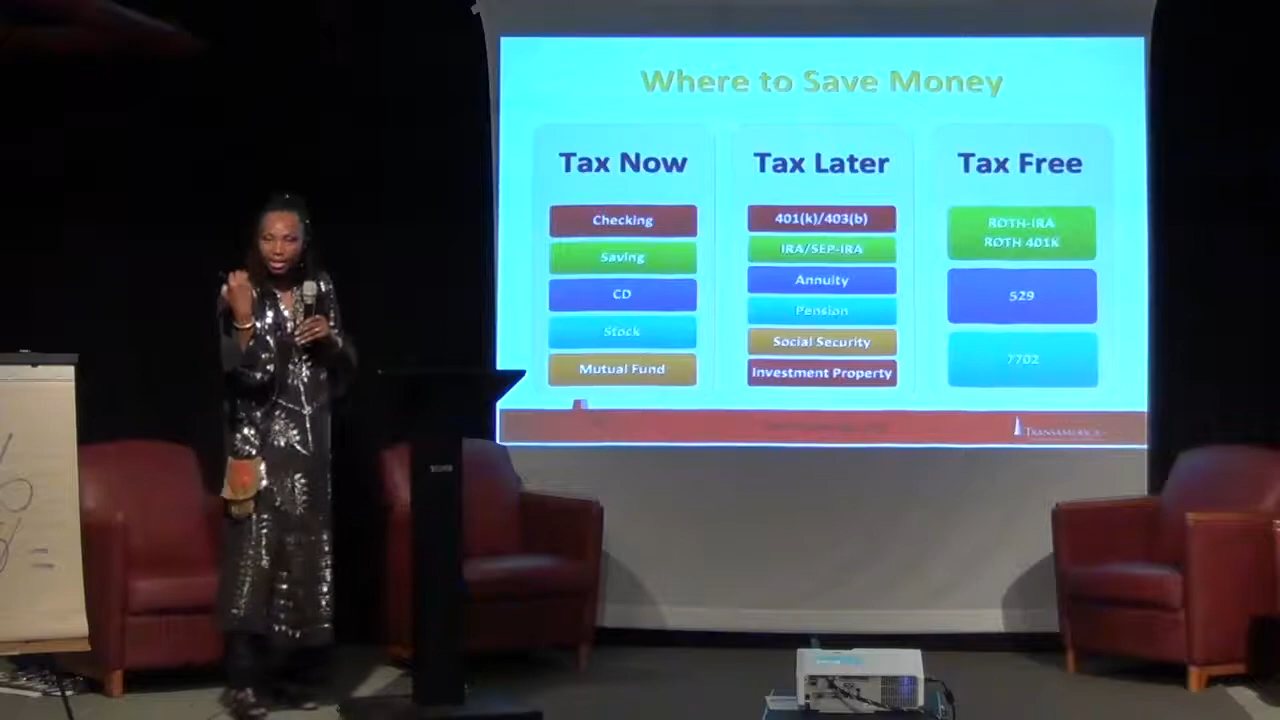 Where to Save Money
Tax Now
Checking
Saving
CD
Stock
Mutual Fund
Tax Later
401(k)/403(b)
IRA/SEP-IRA
Annuity
Pension
Social Security
Investment Property
Tax Free
ROTH-IRA
ROTH 401K
529
7702
TRANSAMERICA